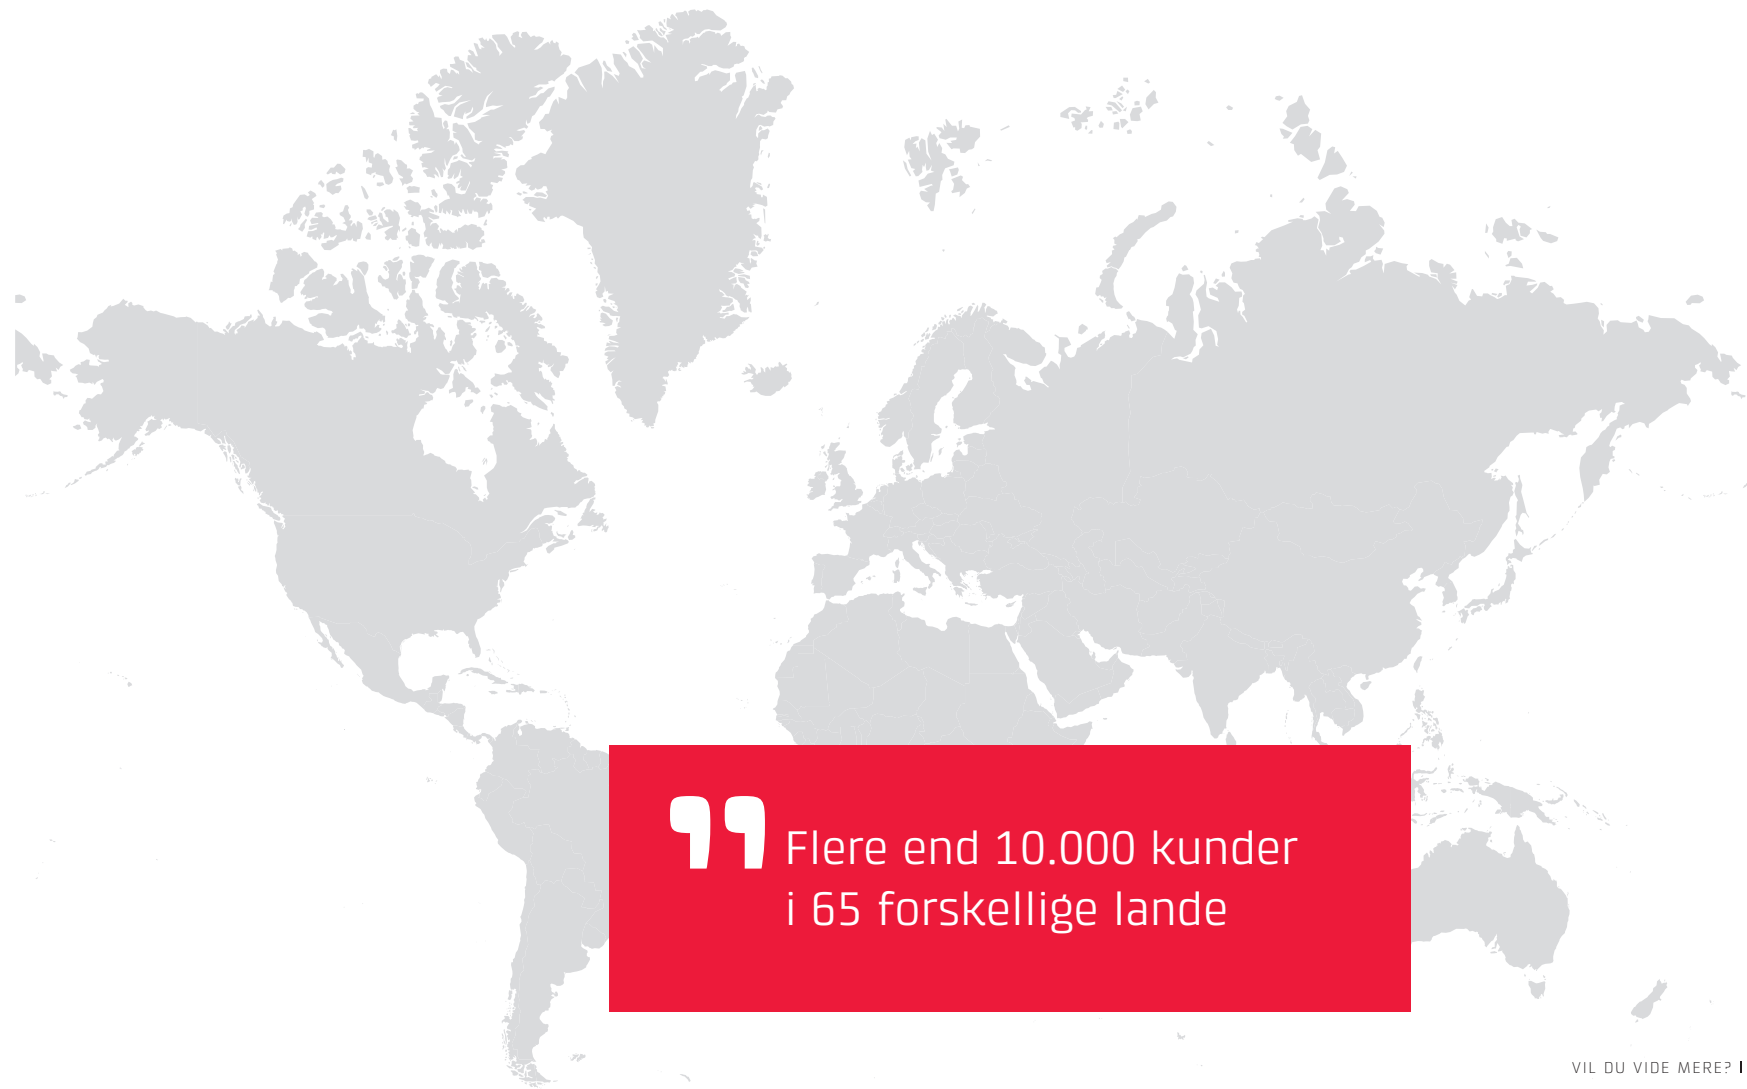 Flere end 10.000 kunder
i 65 forskellige lande
VIL DU VIDE MERE? |